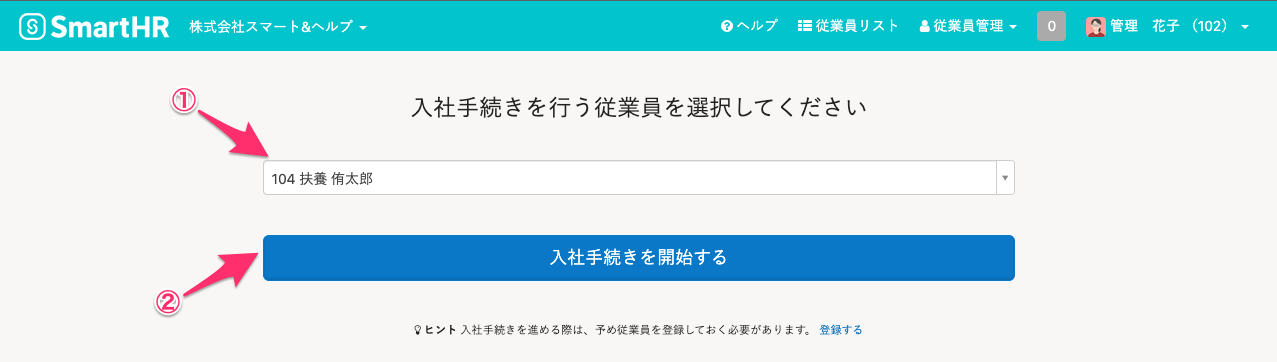 SmartHR 株式会社スマート&ヘルプ ヘルプ 従業員リスト 従業員管理 0 管理 花子 （102）
入社手続きを行う従業員を選択してください
①
104 扶養 侑太郎
入社手続きを開始する
②
ヒント 入社手続きを進める際は、予め従業員を登録しておく必要があります。 登録する